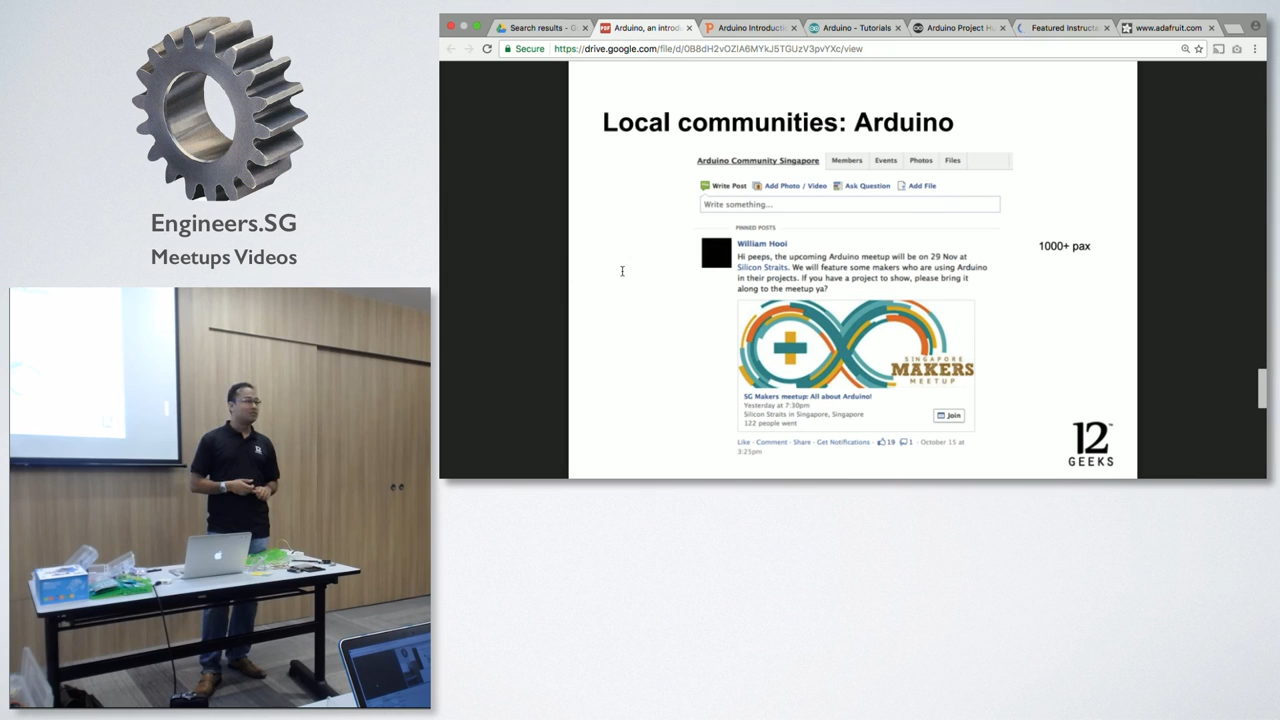 Engineers.SG
Meetups Videos
Search results - G
Arduino, an introd
Arduino Introducti
Arduino - Tutorials
Arduino Project H
Featured Instructa
www.adafruit.com
Secure
https://drive.google.com/file/d/0B8dH2vOZIA6MYkJ5TGUzV3pvYXc/view
Local communities: Arduino
Arduino Community Singapore Members Events Photos Files
Write Post Add Photo / Video Ask Question Add File
Write something...
PINNED POSTS
William Hooi
Hi peeps, the upcoming Arduino meetup will be on 29 Nov at
Silicon Straits. We will feature some makers who are using Arduino
in their projects. If you have a project to show, please bring it
along to the meetup ya?
1000+ pax
SINGAPORE
MAKERS
MEETUP
SG Makers meetup: All about Arduino!
Yesterday at 7:30pm
Silicon Straits in Singapore, Singapore
122 people went
Join
Like · Comment · Share · Get Notifications · 19 1 · October 15 at
3:25pm
12
GEEKS